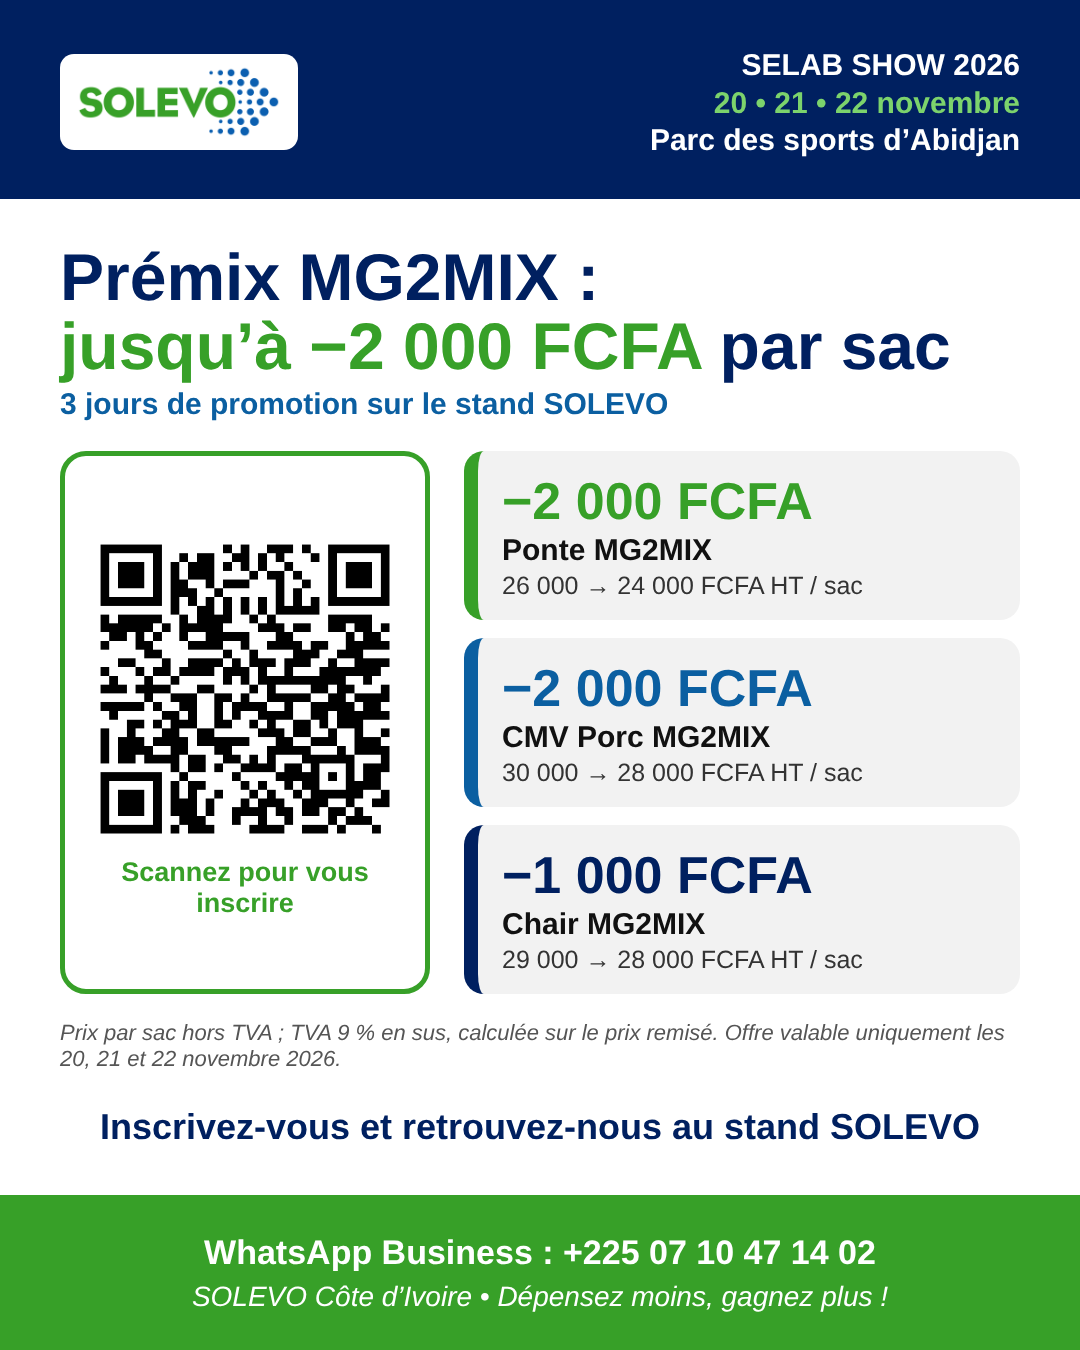 SOLEVO
SELAB SHOW 2026
20 • 21 • 22 novembre
Parc des sports d’Abidjan
Prémix MG2MIX :
jusqu’à −2 000 FCFA par sac
3 jours de promotion sur le stand SOLEVO
Scannez pour vous
inscrire
−2 000 FCFA
Ponte MG2MIX
26 000 → 24 000 FCFA HT / sac
−2 000 FCFA
CMV Porc MG2MIX
30 000 → 28 000 FCFA HT / sac
−1 000 FCFA
Chair MG2MIX
29 000 → 28 000 FCFA HT / sac
Prix par sac hors TVA ; TVA 9 % en sus, calculée sur le prix remisé. Offre valable uniquement les
20, 21 et 22 novembre 2026.
Inscrivez-vous et retrouvez-nous au stand SOLEVO
WhatsApp Business : +225 07 10 47 14 02
SOLEVO Côte d’Ivoire • Dépensez moins, gagnez plus !